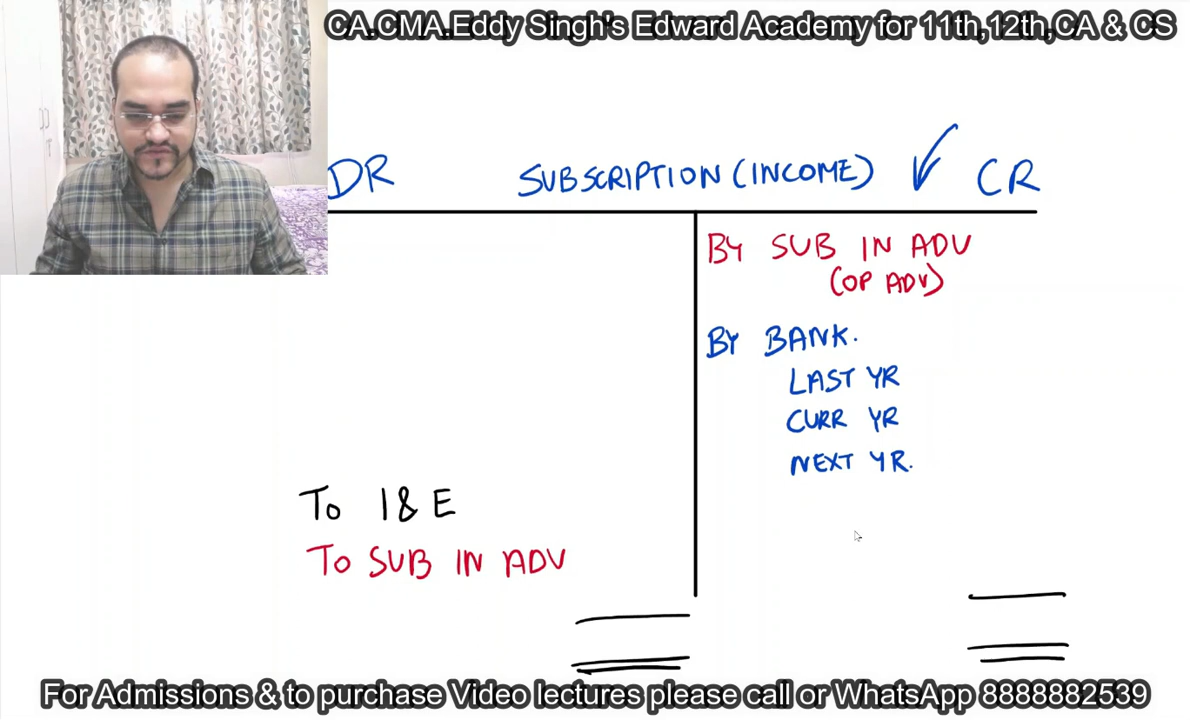 CA.CMA.Eddy Singh's Edward Academy for 11th,12th,CA & CS
DR SUBSCRIPTION (INCOME) CR
BY SUB IN ADV
(OP ADV)
BY BANK.
LAST YR
CURR YR
NEXT YR.
To I & E
To SUB IN ADV
For Admissions & to purchase Video lectures please call or WhatsApp 8888882539